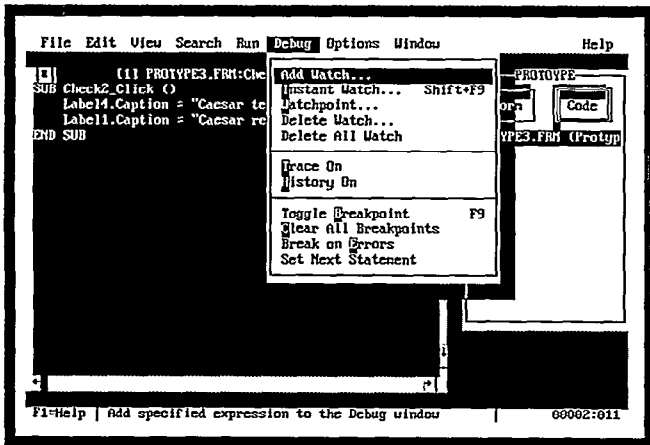 File Edit View Search Run Debug Options Window Help
[1] PROTYPE3.FRM:Che
SUB Check2_Click ()
Label4.Caption = "Caesar te
Label1.Caption = "Caesar re
END SUB
Add Watch...
Instant Watch... Shift+F9
Watchpoint...
Delete Watch...
Delete All Watch
Trace On
History On
Toggle Breakpoint F9
Clear All Breakpoints
Break on Errors
Set Next Statement
PROTOYPE
orm Code
YPE3.FRM (Protyp
F1=Help | Add specified expression to the Debug window 00002:011